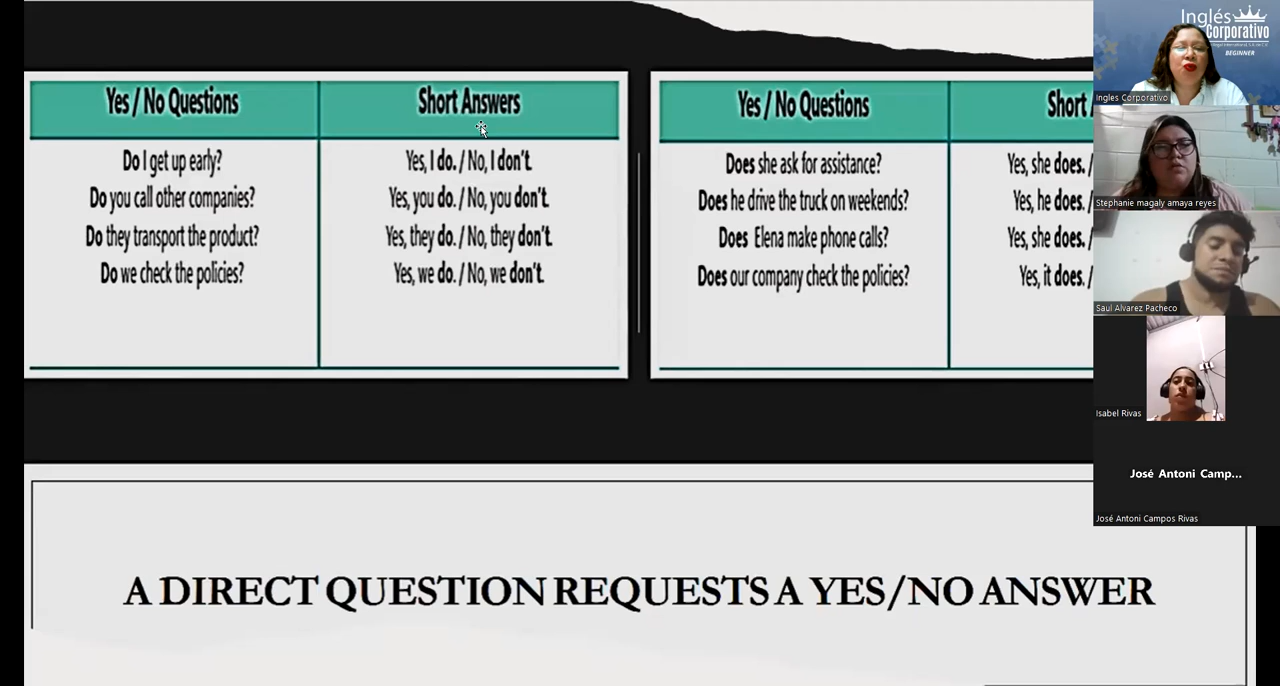 Yes / No Questions
Short Answers
Do I get up early?
Yes, I do. / No, I don't.
Do you call other companies?
Yes, you do. / No, you don't.
Do they transport the product?
Yes, they do. / No, they don't.
Do we check the policies?
Yes, we do. / No, we don't.
Yes / No Questions
Short
Does she ask for assistance?
Yes, she does. /
Does he drive the truck on weekends?
Yes, he does. /
Does Elena make phone calls?
Yes, she does. /
Does our company check the policies?
Yes, it does. /
A DIRECT QUESTION REQUESTS A YES/NO ANSWER
Inglés
Corporativo
BEGINNER
Ingles Corporativo
Stephanie magaly amaya reyes
Saul Alvarez Pacheco
Isabel Rivas
José Antoni Camp...
José Antoni Campos Rivas